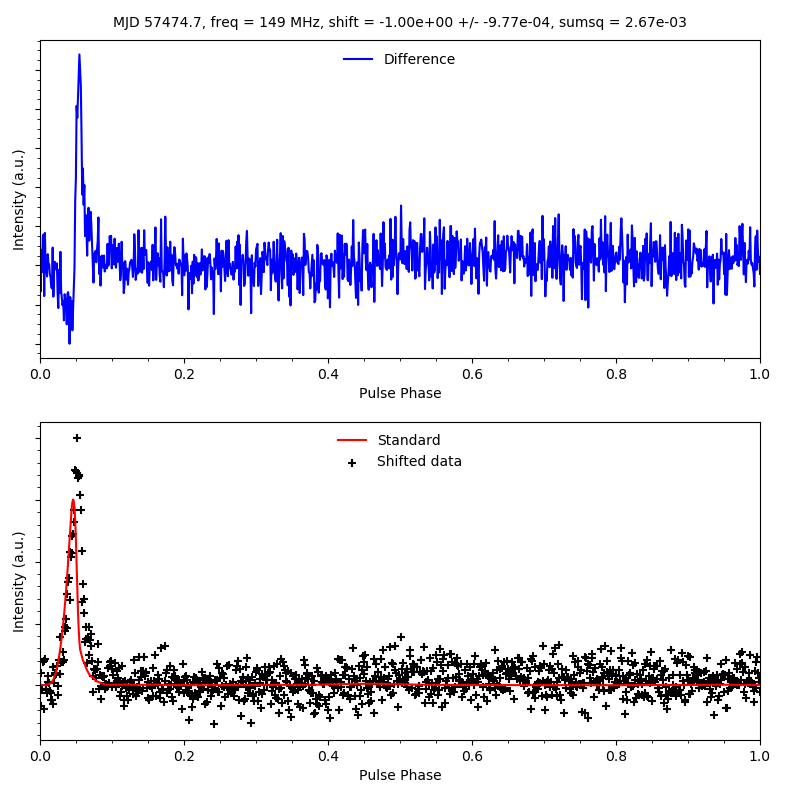 MJD 57474.7, freq = 149 MHz, shift = -1.00e+00 +/- -9.77e-04, sumsq = 2.67e-03
Difference
Intensity (a.u.)
0.0 0.2 0.4 0.6 0.8 1.0
Pulse Phase
Standard
Shifted data
Intensity (a.u.)
0.0 0.2 0.4 0.6 0.8 1.0
Pulse Phase